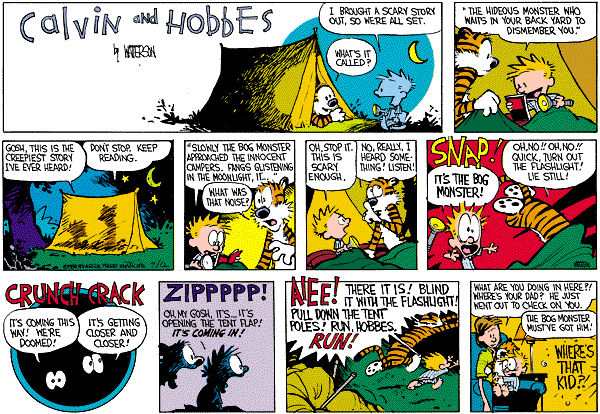 Calvin and HobbEs
by WATTERSON
I BROUGHT A SCARY STORY
OUT, SO WE'RE ALL SET.
WHAT'S IT
CALLED?
"THE HIDEOUS MONSTER WHO
WAITS IN YOUR BACK YARD TO
DISMEMBER YOU."
GOSH, THIS IS THE
CREEPIEST STORY
I'VE EVER HEARD!
DON'T STOP. KEEP
READING.
"SLOWLY THE BOG MONSTER
APPROACHED THE INNOCENT
CAMPERS. FANGS GLISTENING
IN THE MOONLIGHT, IT...
WHAT WAS
THAT NOISE?
OH, STOP IT.
THIS IS
SCARY
ENOUGH.
NO, REALLY, I
HEARD SOME-
THING! LISTEN!
SNAP!
IT'S THE BOG
MONSTER!
OH, NO!! OH, NO!!
QUICK, TURN OUT
THE FLASHLIGHT!
LIE STILL!
CRUNCH CRACK
IT'S COMING THIS
WAY! WE'RE
DOOMED!
IT'S GETTING
CLOSER AND
CLOSER!
ZIPPPPP!
OH, MY GOSH, IT'S... IT'S
OPENING THE TENT FLAP!
IT'S COMING IN!
AIEE!
THERE IT IS! BLIND
IT WITH THE FLASHLIGHT!
PULL DOWN THE TENT
POLES! RUN, HOBBES,
RUN!
WHAT ARE YOU DOING IN HERE?!
WHERE'S YOUR DAD? HE JUST
WENT OUT TO CHECK ON YOU.
THE BOG MONSTER
MUST'VE GOT HIM!
WHERE'S
THAT
KID?!